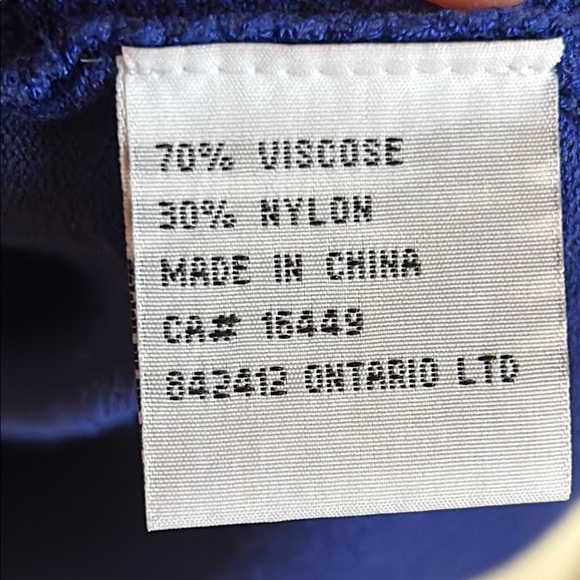 70% VISCOSE
30% NYLON
MADE IN CHINA
CA# 16449
842412 ONTARIO LTD